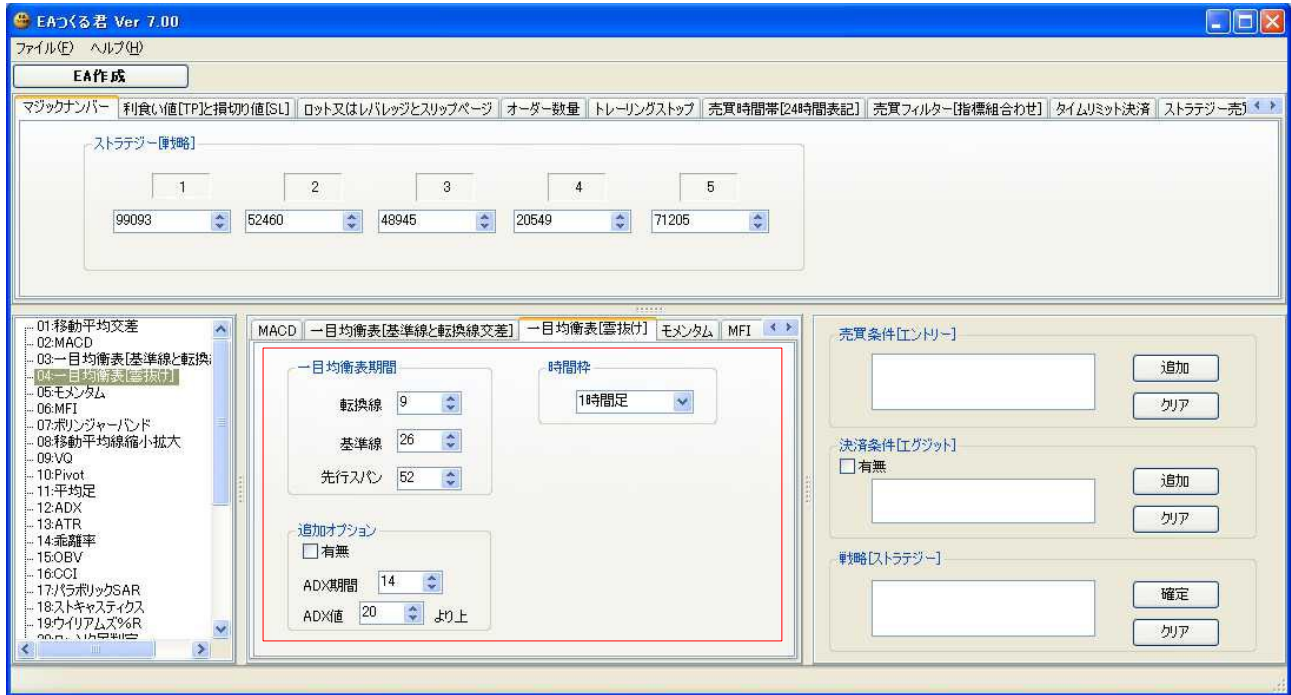 EAつくる君 Ver 7.00
ファイル(F) ヘルプ(H)
EA作成
マジックナンバー 利食い値[TP]と損切り値[SL] ロット又はレバレッジとスリップページ オーダー数量 トレーリングストップ 売買時間帯[24時間表記] 売買フィルター[指標組合わせ] タイムリミット決済 ストラテジー売
ストラテジー[戦略]
1 2 3 4 5
99093 52460 48945 20549 71205
01:移動平均交差
02:MACD
03:一目均衡表[基準線と転換
04:一目均衡表[雲抜け]
05:モメンタム
06:MFI
07:ボリンジャーバンド
08:移動平均線縮小拡大
09:VQ
10:Pivot
11:平均足
12:ADX
13:ATR
14:乖離率
15:OBV
16:CCI
17:パラボリックSAR
18:ストキャスティクス
19:ウイリアムズ%R
MACD 一目均衡表[基準線と転換線交差] 一目均衡表[雲抜け] モメンタム MFI
一目均衡表期間
転換線 9
基準線 26
先行スパン 52
時間枠
1時間足
追加オプション
有無
ADX期間 14
ADX値 20 より上
売買条件[エントリー]
追加
クリア
決済条件[エグジット]
有無
追加
クリア
戦略[ストラテジー]
確定
クリア